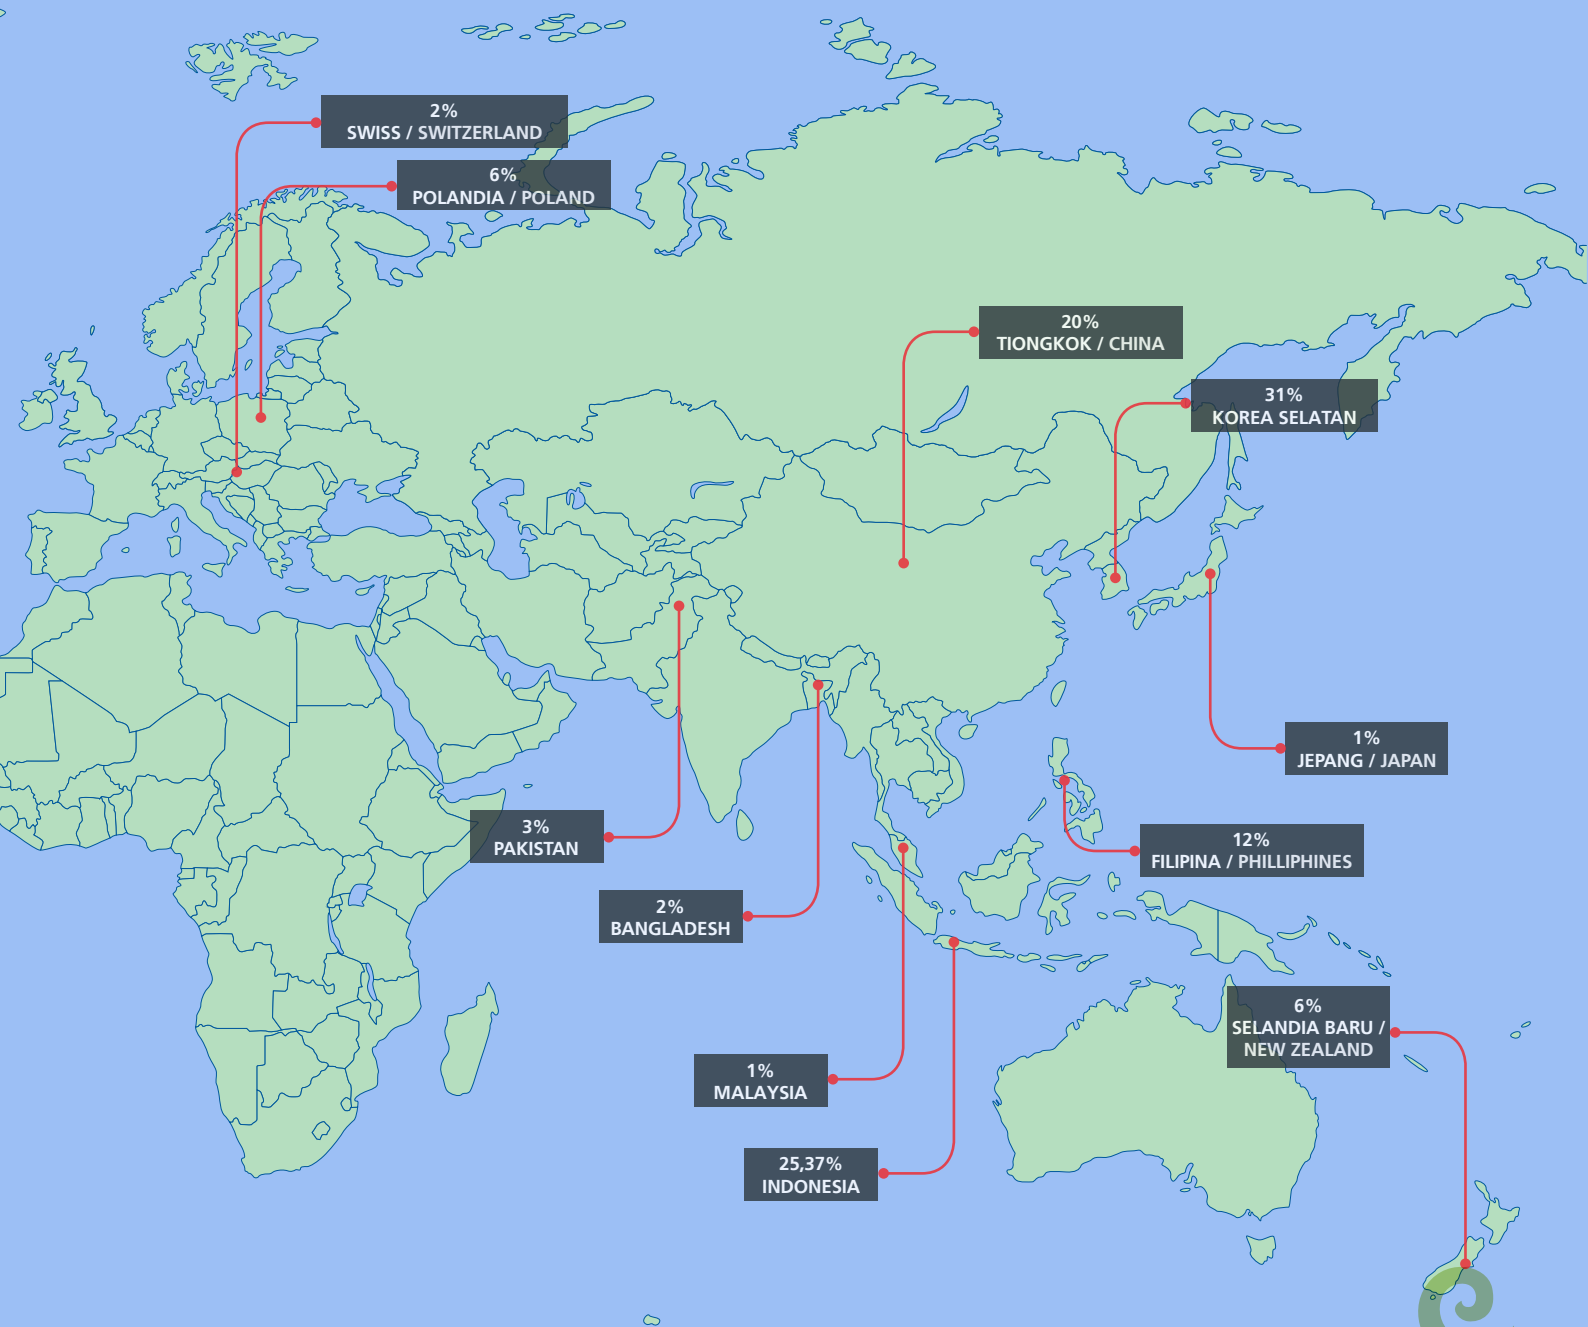 2%
SWISS / SWITZERLAND
6%
POLANDIA / POLAND
20%
TIONGKOK / CHINA
31%
KOREA SELATAN
1%
JEPANG / JAPAN
3%
PAKISTAN
12%
FILIPINA / PHILLIPHINES
2%
BANGLADESH
6%
SELANDIA BARU /
NEW ZEALAND
1%
MALAYSIA
25,37%
INDONESIA